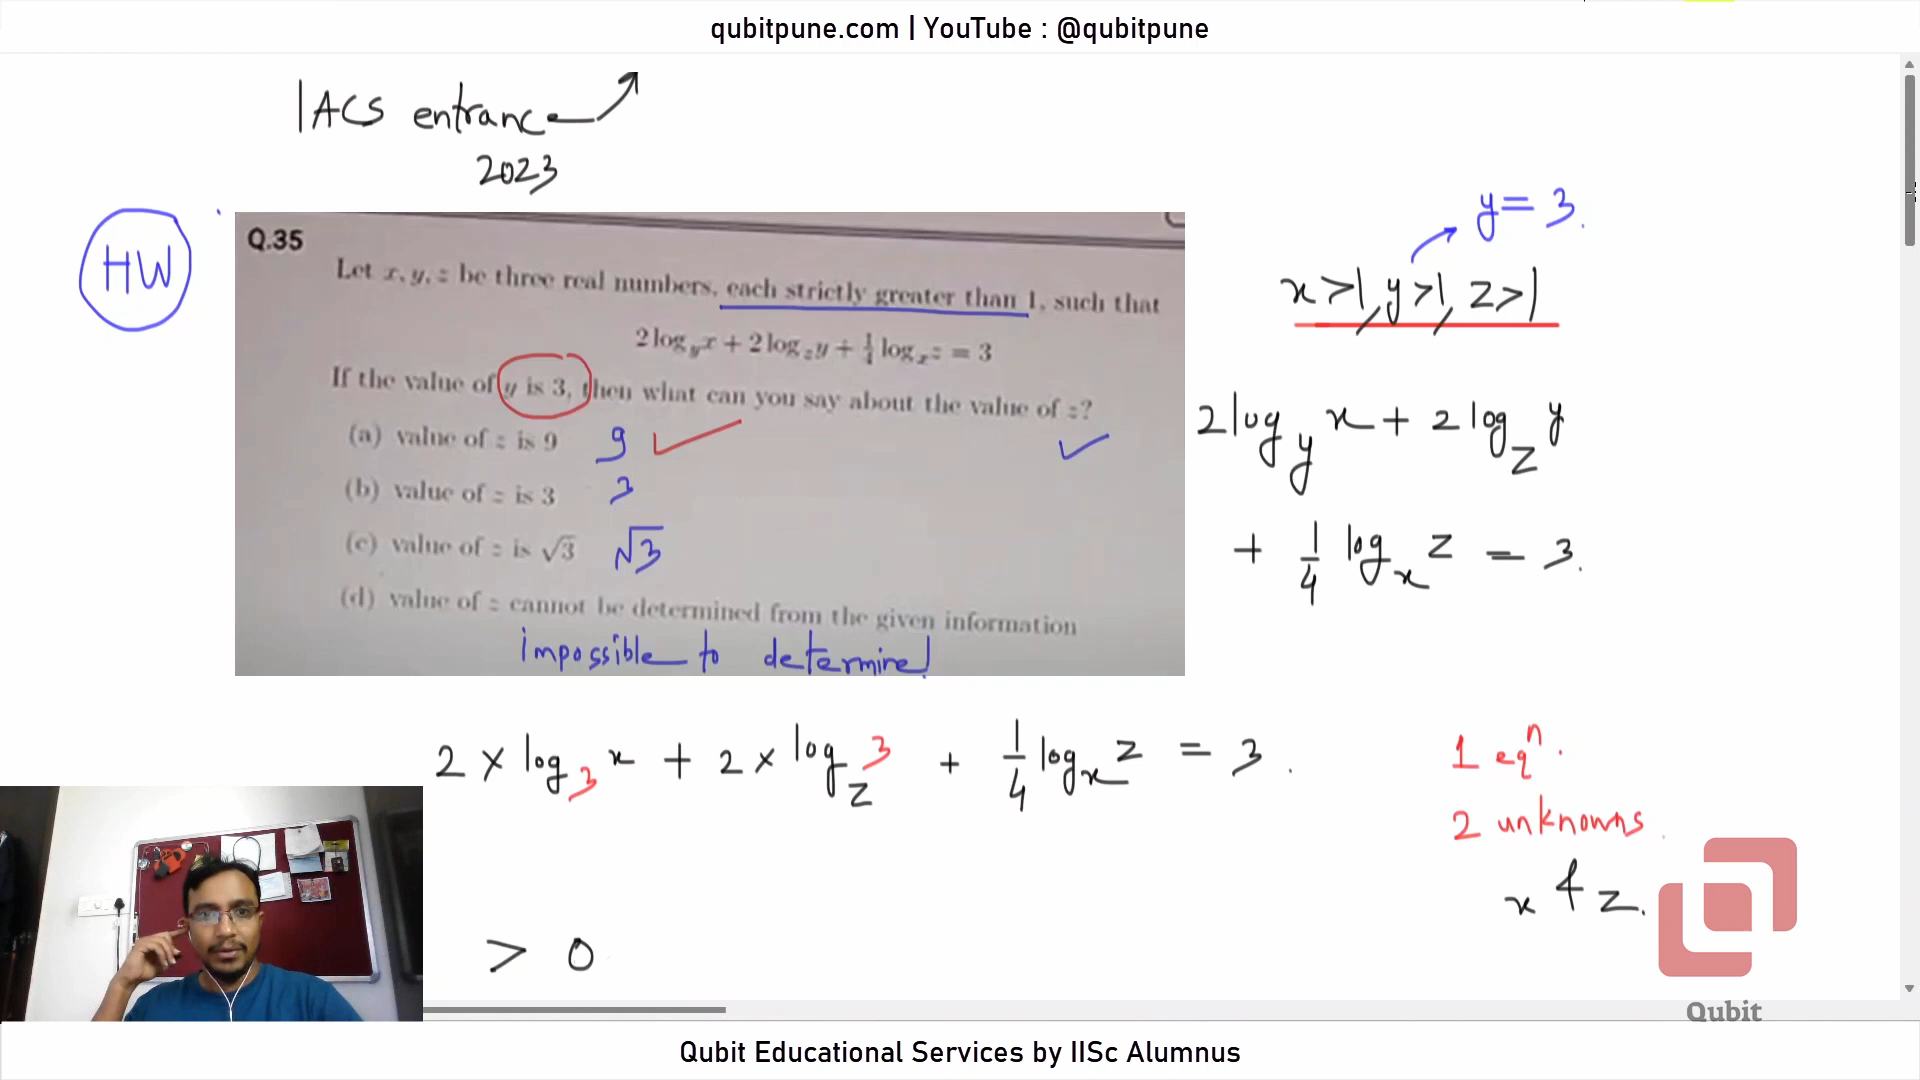 qubitpune.com | YouTube : @qubitpune
IACS entrance
2023
HW
Q.35
Let x, y, z be three real numbers, each strictly greater than 1, such that
2 log_y x + 2 log_z y + 1/4 log_x z = 3
If the value of y is 3, then what can you say about the value of z?
(a) value of z is 9 9
(b) value of z is 3 3
(c) value of z is √3 √3
(d) value of z cannot be determined from the given information
impossible to determine!
y = 3.
x>1, y>1, z>1
2 log_y x + 2 log_z y
+ 1/4 log_x z = 3.
2 × log_3 x + 2 × log_z 3 + 1/4 log_x z = 3.
1 eqⁿ.
2 unknowns.
x & z.
> 0
Qubit
Qubit Educational Services by IISc Alumnus